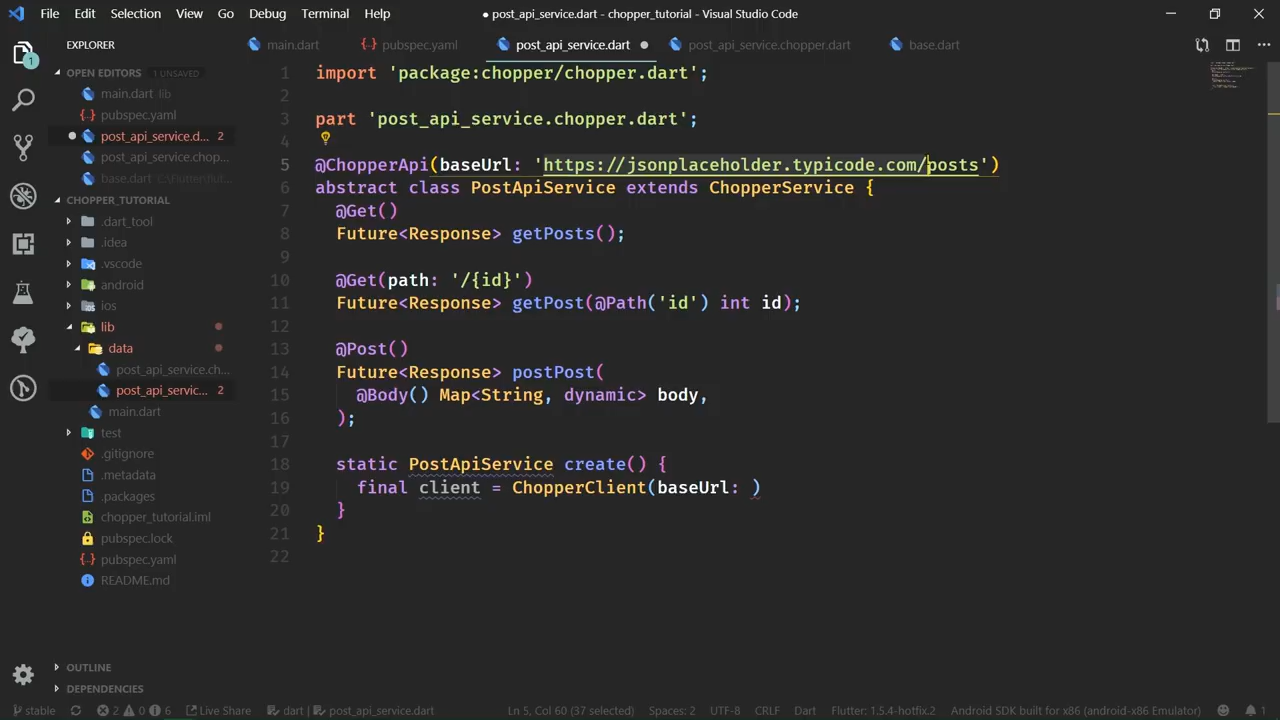 File Edit Selection View Go Debug Terminal Help
● post_api_service.dart - chopper_tutorial - Visual Studio Code
EXPLORER
main.dart
{..} pubspec.yaml
post_api_service.dart ●
post_api_service.chopper.dart
base.dart
1
OPEN EDITORS 1 UNSAVED
main.dart lib
pubspec.yaml
post_api_service.d... 2
post_api_service.chop...
base.dart C:\Flutter\flut...
CHOPPER_TUTORIAL
.dart_tool
.idea
.vscode
android
ios
lib
data
post_api_service.ch...
post_api_servic... 2
main.dart
test
.gitignore
.metadata
.packages
chopper_tutorial.iml
pubspec.lock
{..} pubspec.yaml
README.md
OUTLINE
DEPENDENCIES
1 import 'package:chopper/chopper.dart';
2
3 part 'post_api_service.chopper.dart';
4
5 @ChopperApi(baseUrl: 'https://jsonplaceholder.typicode.com/posts')
6 abstract class PostApiService extends ChopperService {
7 @Get()
8 Future<Response> getPosts();
9
10 @Get(path: '/{id}')
11 Future<Response> getPost(@Path('id') int id);
12
13 @Post()
14 Future<Response> postPost(
15 @Body() Map<String, dynamic> body,
16 );
17
18 static PostApiService create() {
19 final client = ChopperClient(baseUrl: )
20 }
21 }
22
stable 2 0 6 Live Share dart | post_api_service.dart Ln 5, Col 60 (37 selected) Spaces: 2 UTF-8 CRLF Dart Flutter: 1.5.4-hotfix.2 Android SDK built for x86 (android-x86 Emulator) 1